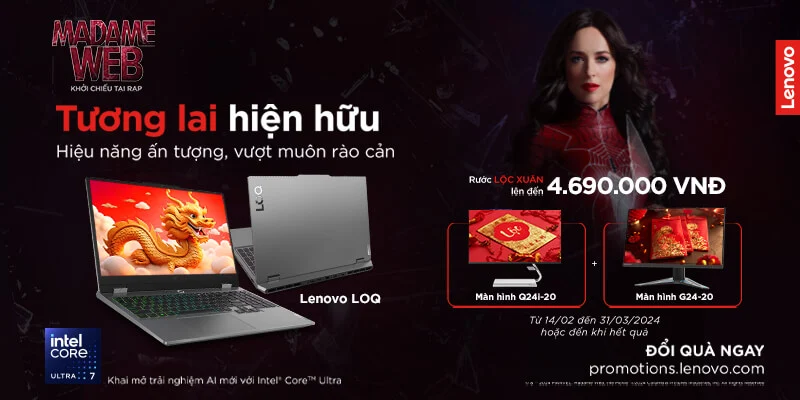 MADAME
WEB
KHỞI CHIẾU TẠI RẠP
Lenovo
Tương lai hiện hữu
Hiệu năng ấn tượng, vượt muôn rào cản
Rước LỘC XUÂN
lên đến
4.690.000 VNĐ
LOQ
Lenovo LOQ
Lộc
Màn hình Q24i-20
+
Màn hình G24-20
Từ 14/02 đến 31/03/2024
hoặc đến khi hết quà
intel
CORE
ULTRA 7
Khai mở trải nghiệm AI mới với Intel® Core™ Ultra
ĐỔI QUÀ NGAY
promotions.lenovo.com